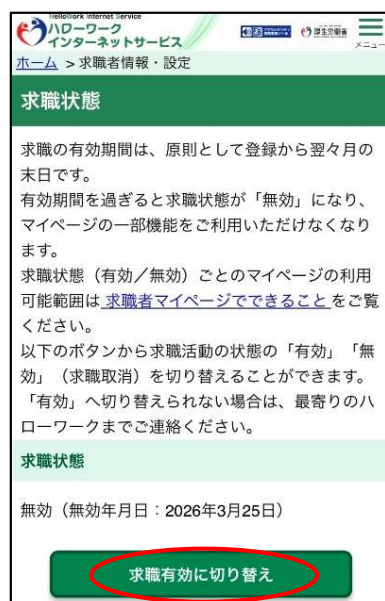 HelloWork Internet Service
ハローワーク
インターネットサービス
厚生労働省
メニュー
ホーム > 求職者情報・設定
求職状態
求職の有効期間は、原則として登録から翌々月の
末日です。
有効期間を過ぎると求職状態が「無効」になり、
マイページの一部機能をご利用いただけなくなり
ます。
求職状態（有効／無効）ごとのマイページの利用
可能範囲は 求職者マイページでできること をご覧
ください。
以下のボタンから求職活動の状態の「有効」「無
効」（求職取消）を切り替えることができます。
「有効」へ切り替えられない場合は、最寄りのハ
ローワークまでご連絡ください。
求職状態
無効（無効年月日：2026年3月25日）
求職有効に切り替え